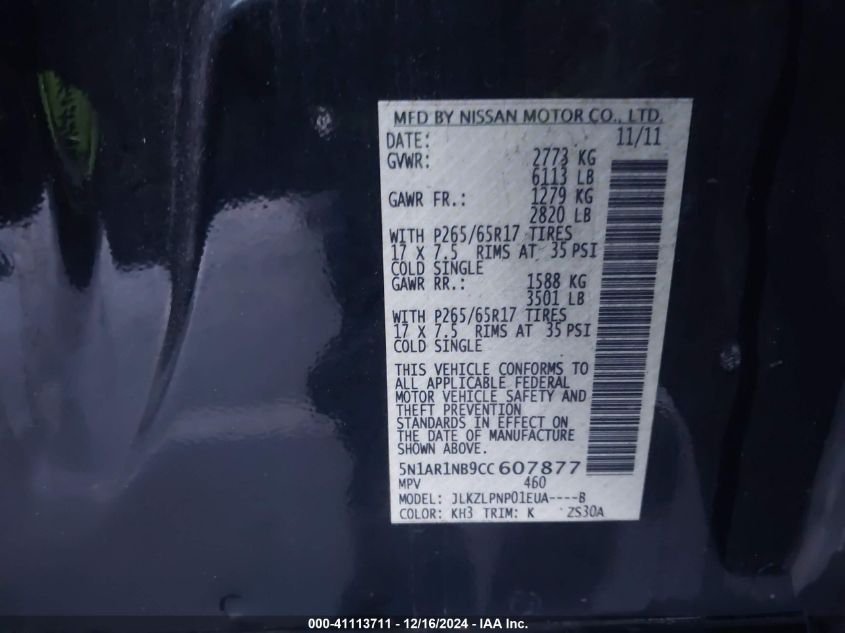 MFD BY NISSAN MOTOR CO., LTD.
DATE: 11/11
GVWR: 2773 KG
6113 LB
GAWR FR.: 1279 KG
2820 LB
WITH P265/65R17 TIRES
17 X 7.5 RIMS AT 35 PSI
COLD SINGLE
GAWR RR.: 1588 KG
3501 LB
WITH P265/65R17 TIRES
17 X 7.5 RIMS AT 35 PSI
COLD SINGLE
THIS VEHICLE CONFORMS TO
ALL APPLICABLE FEDERAL
MOTOR VEHICLE SAFETY AND
THEFT PREVENTION
STANDARDS IN EFFECT ON
THE DATE OF MANUFACTURE
SHOWN ABOVE.
5N1AR1NB9CC607877
MPV 460
MODEL: JLKZLPNP01EUA----B
COLOR: KH3 TRIM: K ZS30A
000-41113711 - 12/16/2024 - IAA Inc.